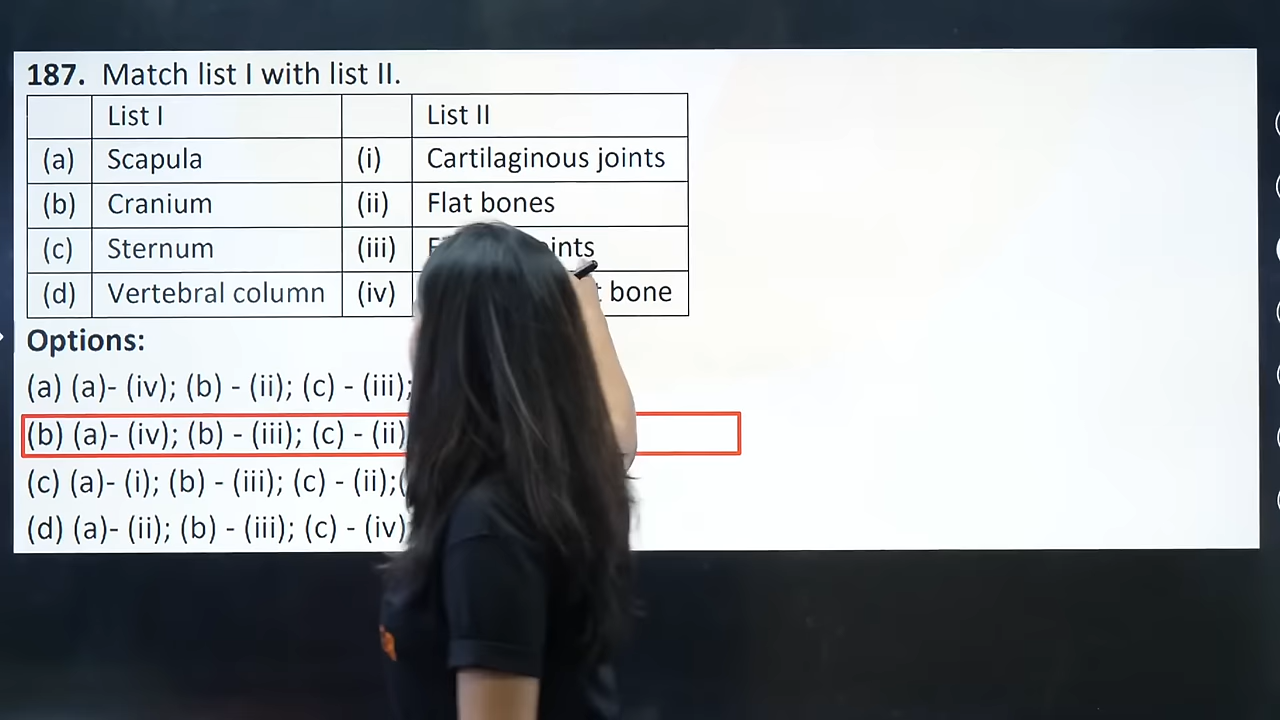 187. Match list I with list II.
List I List II
(a) Scapula (i) Cartilaginous joints
(b) Cranium (ii) Flat bones
(c) Sternum (iii)
(d) Vertebral column (iv) bone
Options:
(a) (a)- (iv); (b) - (ii); (c) - (iii);
(b) (a)- (iv); (b) - (iii); (c) - (ii)
(c) (a)- (i); (b) - (iii); (c) - (ii);(
(d) (a)- (ii); (b) - (iii); (c) - (iv)